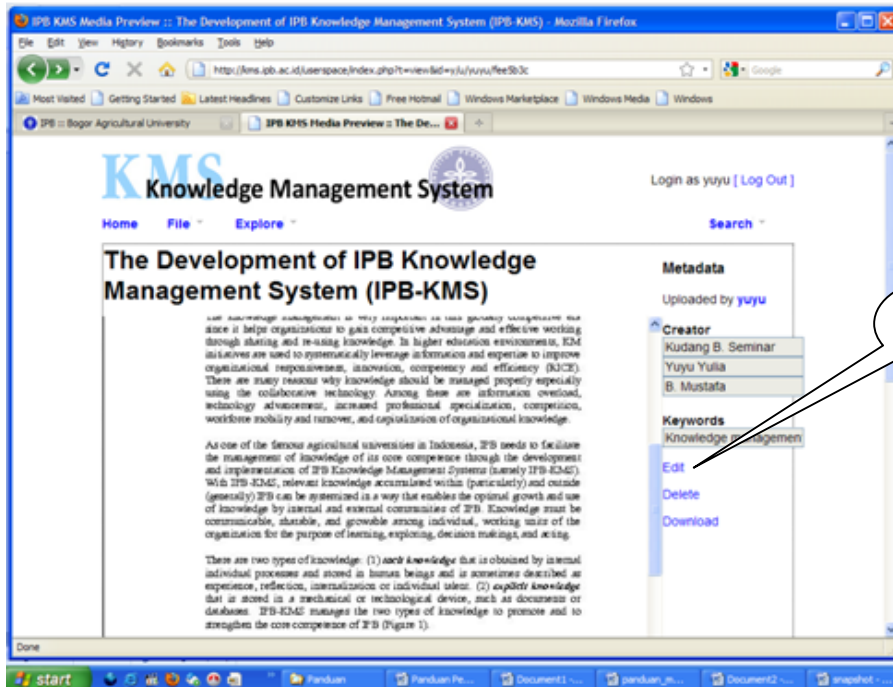 IPB KMS Media Preview :: The Development of IPB Knowledge Management System (IPB-KMS) - Mozilla Firefox
File Edit View History Bookmarks Tools Help
http://kms.ipb.ac.id/userspace/index.php?t=view&id=y/u/yuyu/fee5b3c
Google
Most Visited Getting Started Latest Headlines Customize Links Free Hotmail Windows Marketplace Windows Media Windows
IPB :: Bogor Agricultural University
IPB KMS Media Preview :: The De...
KMS Knowledge Management System
Login as yuyu [ Log Out ]
Home File Explore Search
The Development of IPB Knowledge
Management System (IPB-KMS)
The knowledge management is very important in this globally competitive era
since it helps organizations to gain competitive advantage and effective working
through sharing and re-using knowledge. In higher education environments, KM
initiatives are used to systematically leverage information and expertise to improve
organizational responsiveness, innovation, competency and efficiency (RICE).
There are many reasons why knowledge should be managed properly especially
using the collaborative technology. Among these are information overload,
technology advancement, increased professional specialization, competition,
workforce mobility and turnover, and capitalization of organizational knowledge.
As one of the famous agricultural universities in Indonesia, IPB needs to facilitate
the management of knowledge of its core competence through the development
and implementation of IPB Knowledge Management Systems (namely IPB-KMS).
With IPB-KMS, relevant knowledge accumulated within (particularly) and outside
(generally) IPB can be systemized in a way that enables the optimal growth and use
of knowledge by internal and external communities of IPB. Knowledge must be
communicable, sharable, and growable among individual, working units of the
organization for the purpose of learning, exploring, decision makings, and acting.
There are two types of knowledge: (1) tacit knowledge that is obtained by internal
individual processes and stored in human beings and is sometimes described as
experience, reflection, internalization or individual talent. (2) explicit knowledge
that is stored in a mechanical or technological device, such as documents or
databases. IPB-KMS manages the two types of knowledge to promote and to
strengthen the core competence of IPB (Figure 1).
Metadata
Uploaded by yuyu
Creator
Kudang B. Seminar
Yuyu Yulia
B. Mustafa
Keywords
Knowledge managemen
Edit
Delete
Download
Done
start Panduan Panduan Pe... Document1 -... panduan_m... Document2 -... snapshot -...